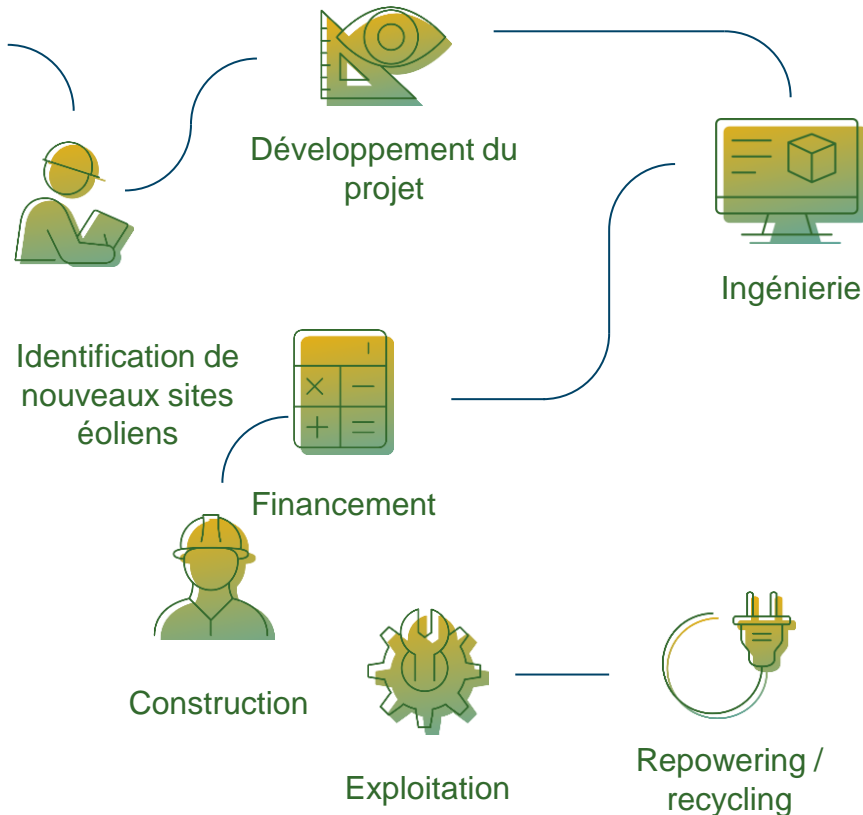 Développement du
projet
Ingénierie
Identification de
nouveaux sites
éoliens
Financement
Construction
Exploitation
Repowering /
recycling